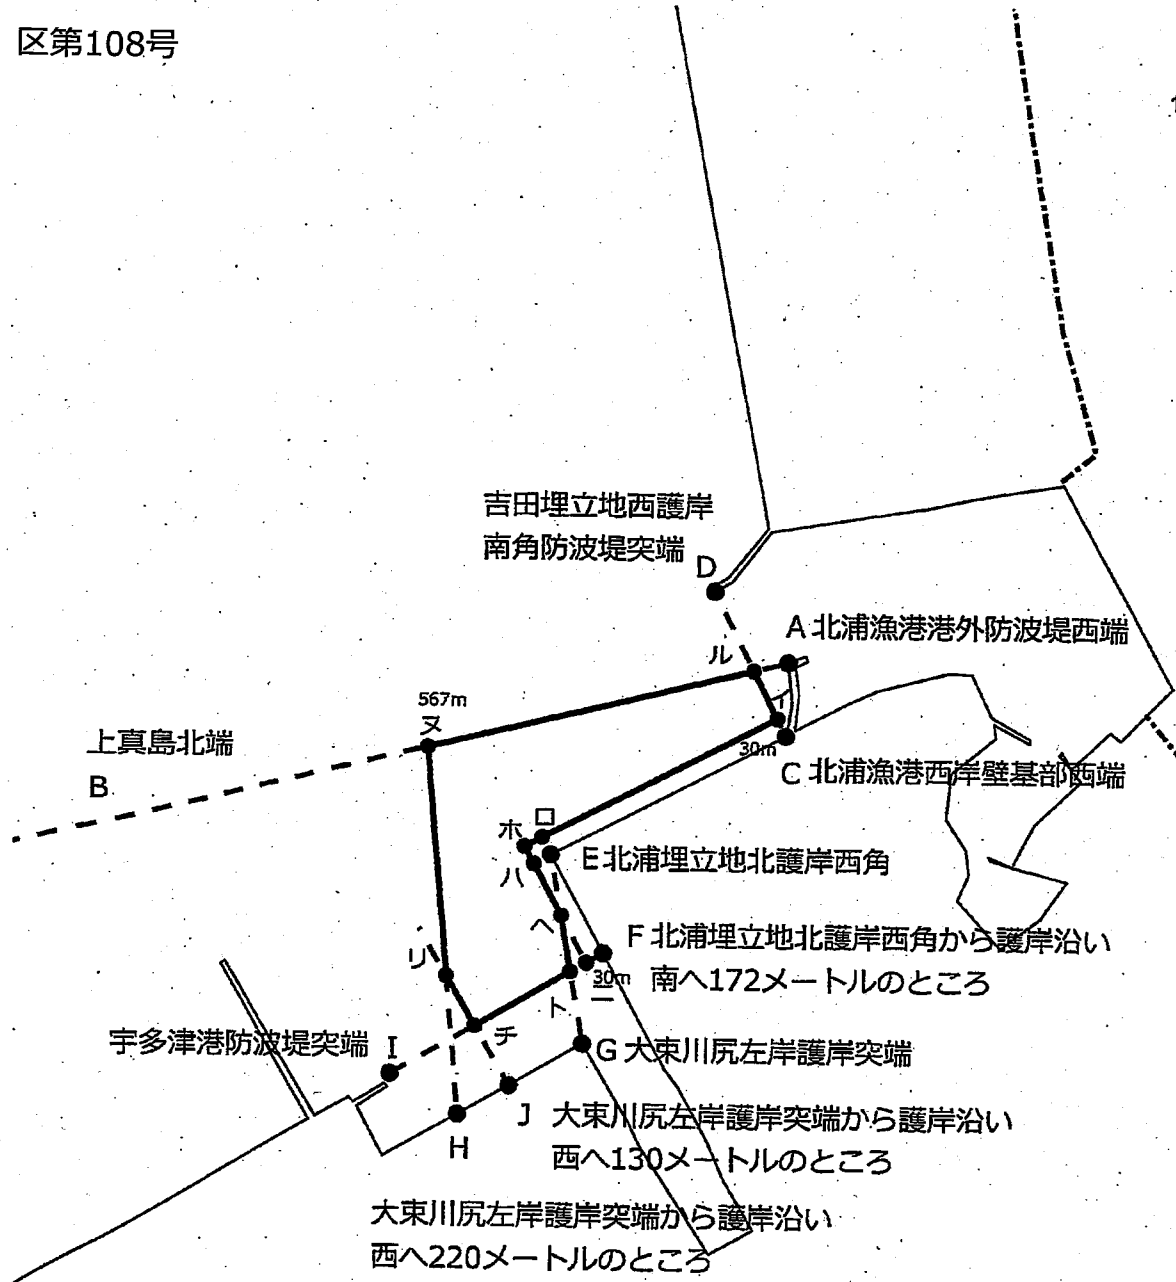 区第108号
吉田埋立地西護岸
南角防波堤突端
D
A 北浦漁港港外防波堤西端
ル
567m
ヌ
上真島北端
B
30m
C 北浦漁港西岸壁基部西端
ロ
ホ
E 北浦埋立地北護岸西角
ハ
ヘ
F 北浦埋立地北護岸西角から護岸沿い
南へ172メートルのところ
リ
30m
ニ
ト
チ
宇多津港防波堤突端
I
G 大束川尻左岸護岸突端
J 大束川尻左岸護岸突端から護岸沿い
西へ130メートルのところ
H
大束川尻左岸護岸突端から護岸沿い
西へ220メートルのところ